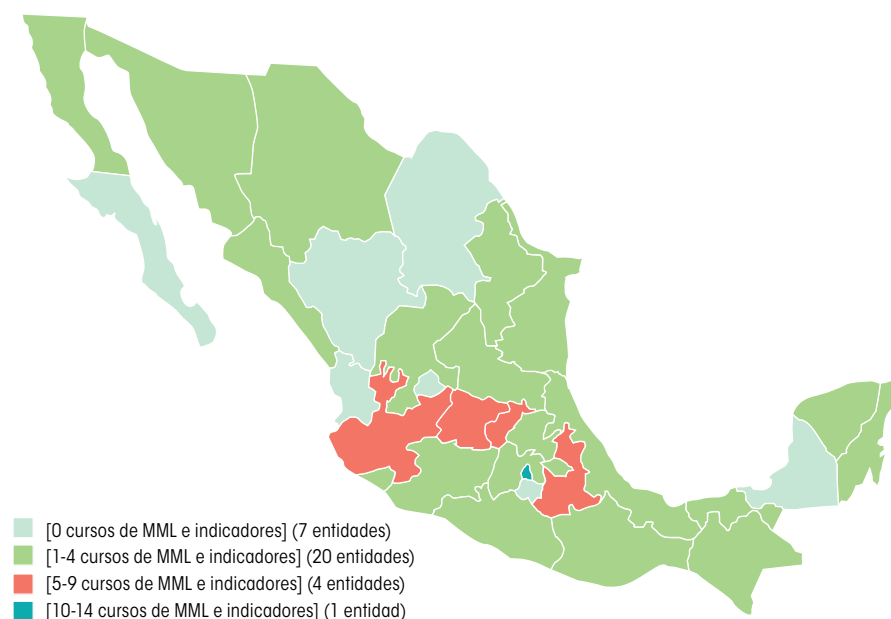 [0 cursos de MML e indicadores] (7 entidades)
[1-4 cursos de MML e indicadores] (20 entidades)
[5-9 cursos de MML e indicadores] (4 entidades)
[10-14 cursos de MML e indicadores] (1 entidad)